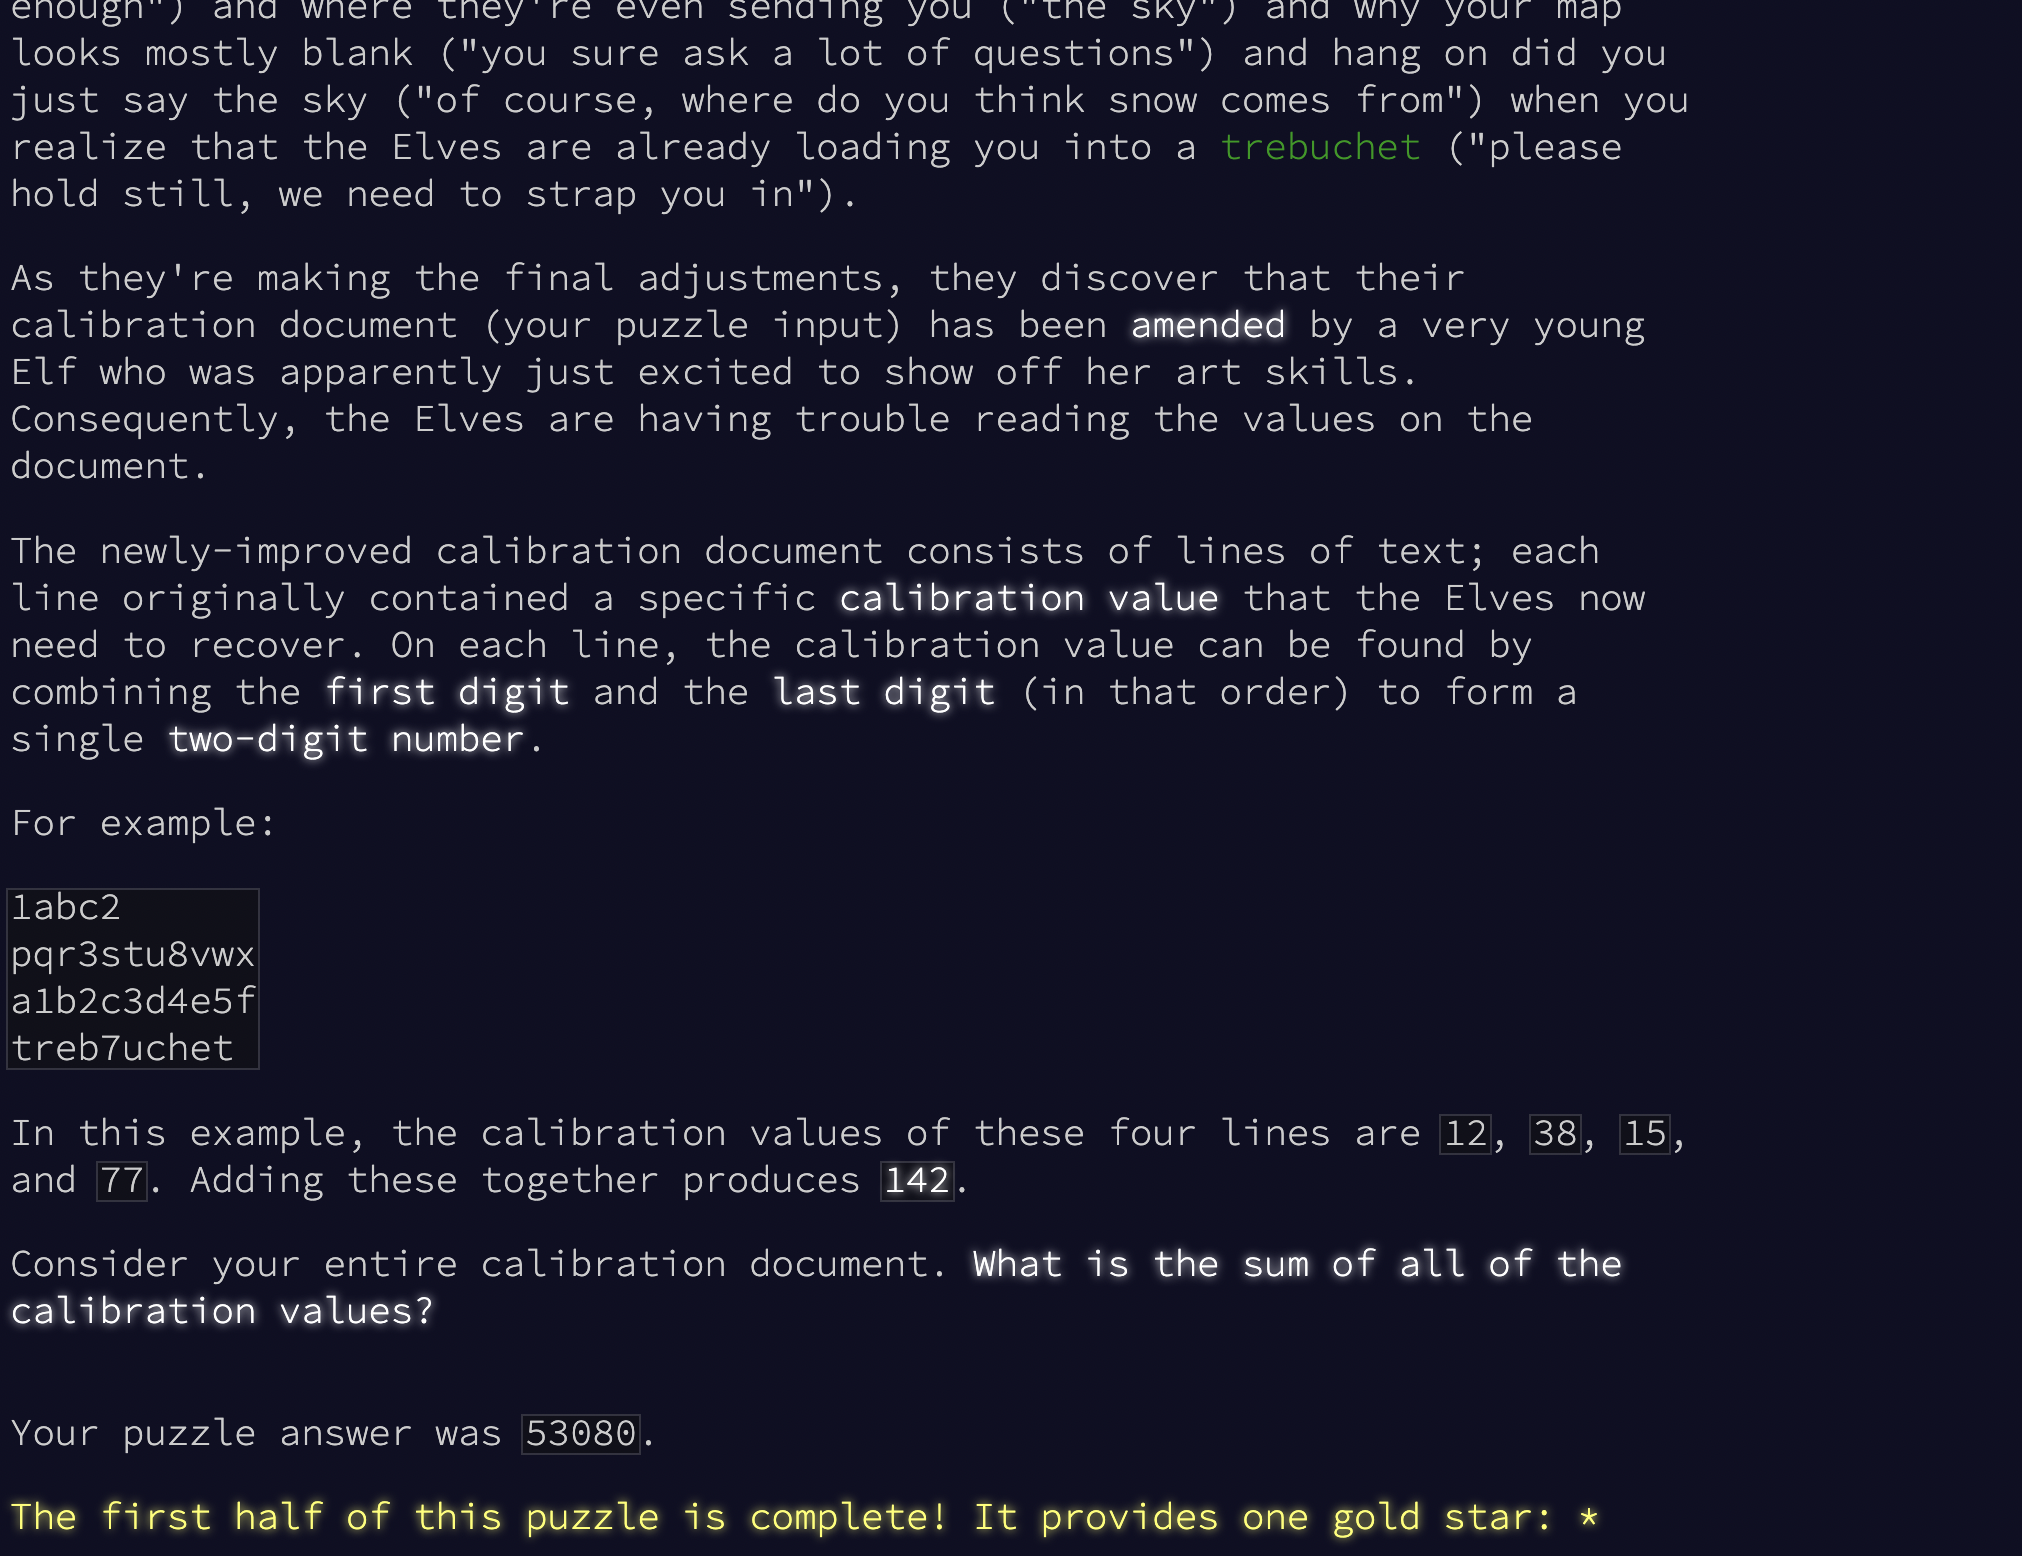 enough") and where they're even sending you ("the sky") and why your map
looks mostly blank ("you sure ask a lot of questions") and hang on did you
just say the sky ("of course, where do you think snow comes from") when you
realize that the Elves are already loading you into a trebuchet ("please
hold still, we need to strap you in").
As they're making the final adjustments, they discover that their
calibration document (your puzzle input) has been amended by a very young
Elf who was apparently just excited to show off her art skills.
Consequently, the Elves are having trouble reading the values on the
document.
The newly-improved calibration document consists of lines of text; each
line originally contained a specific calibration value that the Elves now
need to recover. On each line, the calibration value can be found by
combining the first digit and the last digit (in that order) to form a
single two-digit number.
For example:
1abc2
pqr3stu8vwx
a1b2c3d4e5f
treb7uchet
In this example, the calibration values of these four lines are 12, 38, 15,
and 77. Adding these together produces 142.
Consider your entire calibration document. What is the sum of all of the
calibration values?
Your puzzle answer was 53080.
The first half of this puzzle is complete! It provides one gold star: *